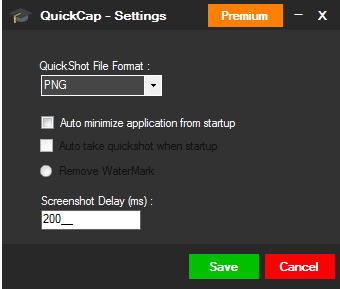 QuickCap - Settings
Premium
– X
QuickShot File Format :
PNG
Auto minimize application from startup
Auto take quickshot when startup
Remove WaterMark
Screenshot Delay (ms) :
200__
Save
Cancel